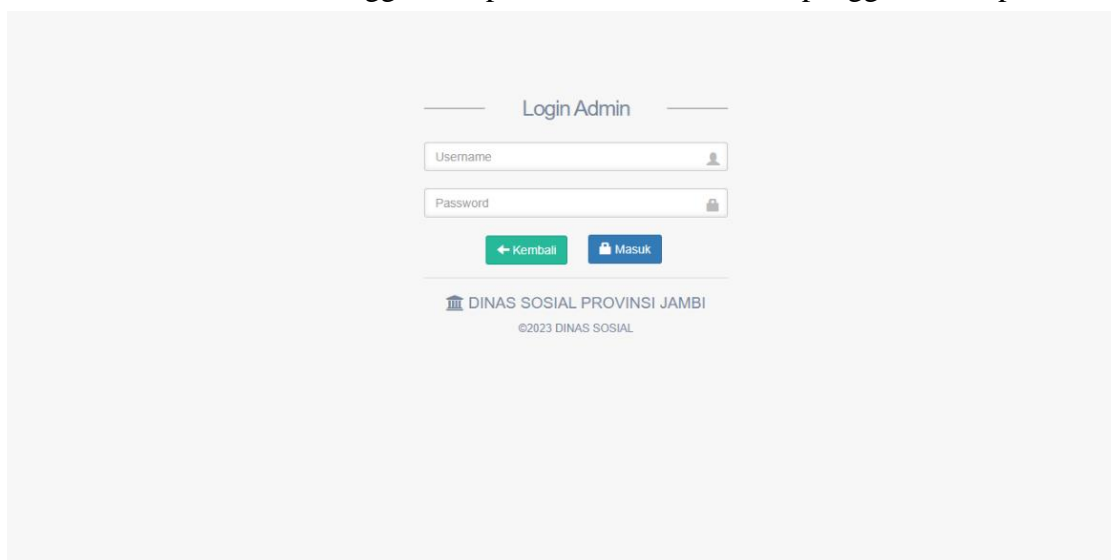 Login Admin
Username
Password
Kembali
Masuk
DINAS SOSIAL PROVINSI JAMBI
©2023 DINAS SOSIAL